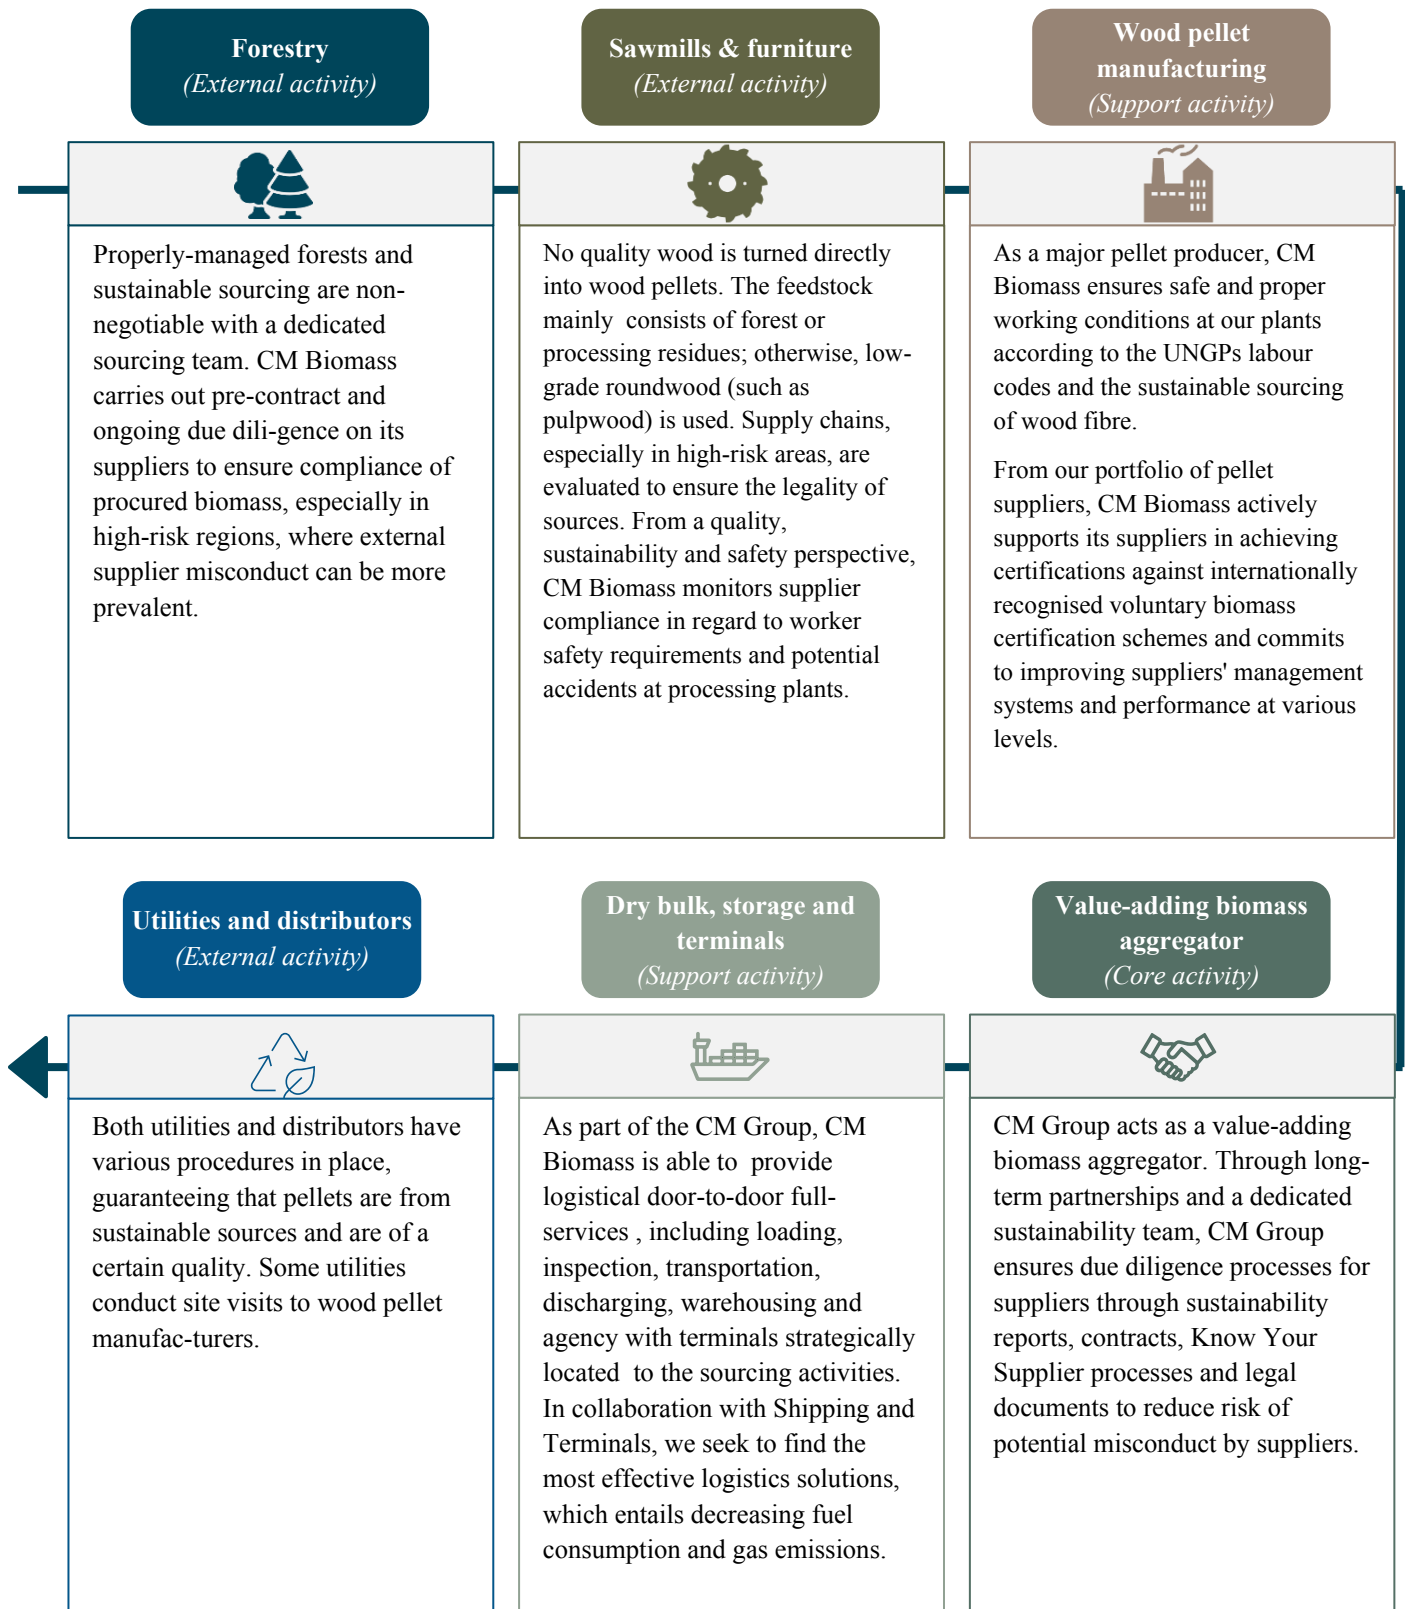 Forestry
(External activity)
Properly-managed forests and
sustainable sourcing are non-
negotiable with a dedicated
sourcing team. CM Biomass
carries out pre-contract and
ongoing due dili-gence on its
suppliers to ensure compliance of
procured biomass, especially in
high-risk regions, where external
supplier misconduct can be more
prevalent.
Sawmills & furniture
(External activity)
No quality wood is turned directly
into wood pellets. The feedstock
mainly  consists of forest or
processing residues; otherwise, low-
grade roundwood (such as
pulpwood) is used. Supply chains,
especially in high-risk areas, are
evaluated to ensure the legality of
sources. From a quality,
sustainability and safety perspective,
CM Biomass monitors supplier
compliance in regard to worker
safety requirements and potential
accidents at processing plants.
Wood pellet
manufacturing
(Support activity)
As a major pellet producer, CM
Biomass ensures safe and proper
working conditions at our plants
according to the UNGPs labour
codes and the sustainable sourcing
of wood fibre.
From our portfolio of pellet
suppliers, CM Biomass actively
supports its suppliers in achieving
certifications against internationally
recognised voluntary biomass
certification schemes and commits
to improving suppliers' management
systems and performance at various
levels.
Value-adding biomass
aggregator
(Core activity)
CM Group acts as a value-adding
biomass aggregator. Through long-
term partnerships and a dedicated
sustainability team, CM Group
ensures due diligence processes for
suppliers through sustainability
reports, contracts, Know Your
Supplier processes and legal
documents to reduce risk of
potential misconduct by suppliers.
Dry bulk, storage and
terminals
(Support activity)
As part of the CM Group, CM
Biomass is able to  provide
logistical door-to-door full-
services , including loading,
inspection, transportation,
discharging, warehousing and
agency with terminals strategically
located  to the sourcing activities.
In collaboration with Shipping and
Terminals, we seek to find the
most effective logistics solutions,
which entails decreasing fuel
consumption and gas emissions.
Utilities and distributors
(External activity)
Both utilities and distributors have
various procedures in place,
guaranteeing that pellets are from
sustainable sources and are of a
certain quality. Some utilities
conduct site visits to wood pellet
manufac-turers.